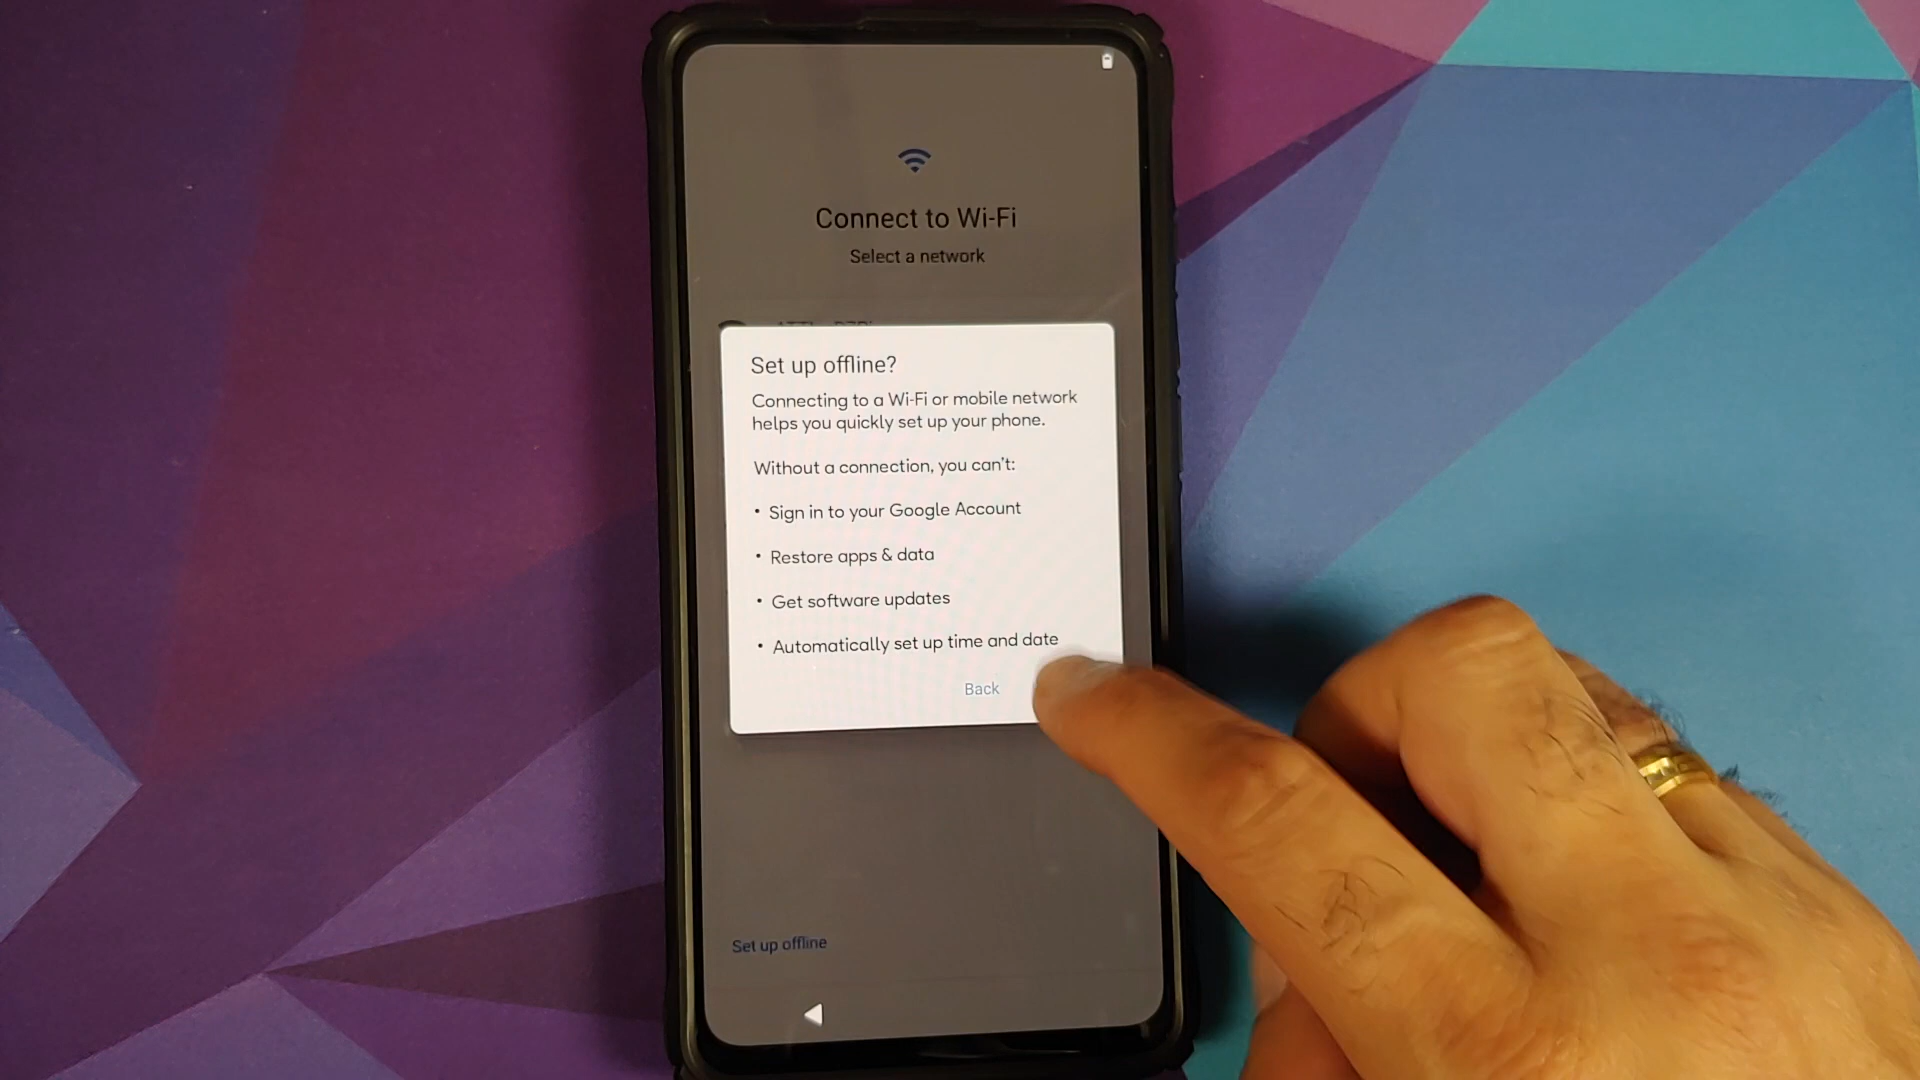 Connect to Wi-Fi
Select a network
Set up offline?
Connecting to a Wi-Fi or mobile network
helps you quickly set up your phone.
Without a connection, you can't:
• Sign in to your Google Account
• Restore apps & data
• Get software updates
• Automatically set up time and date
Back
Set up offline